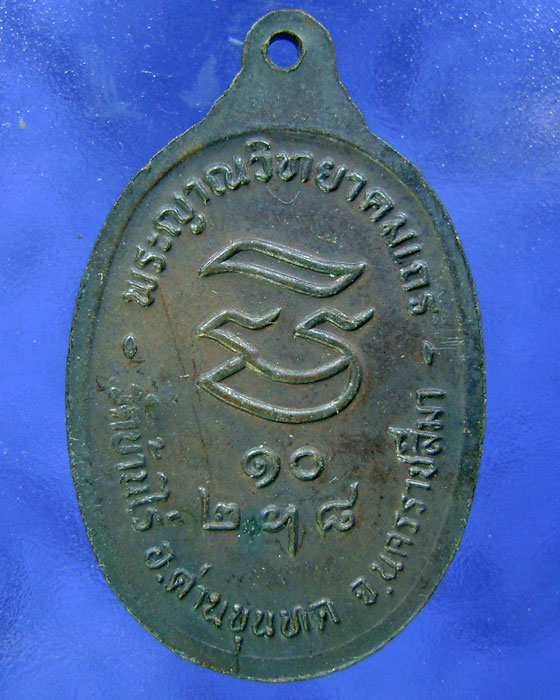 พระญาณวิทยาคมเถร
๑๐
๒ ๕ ๘
วัดบ้านไร่ อ.ด่านขุนทด จ.นครราชสีมา